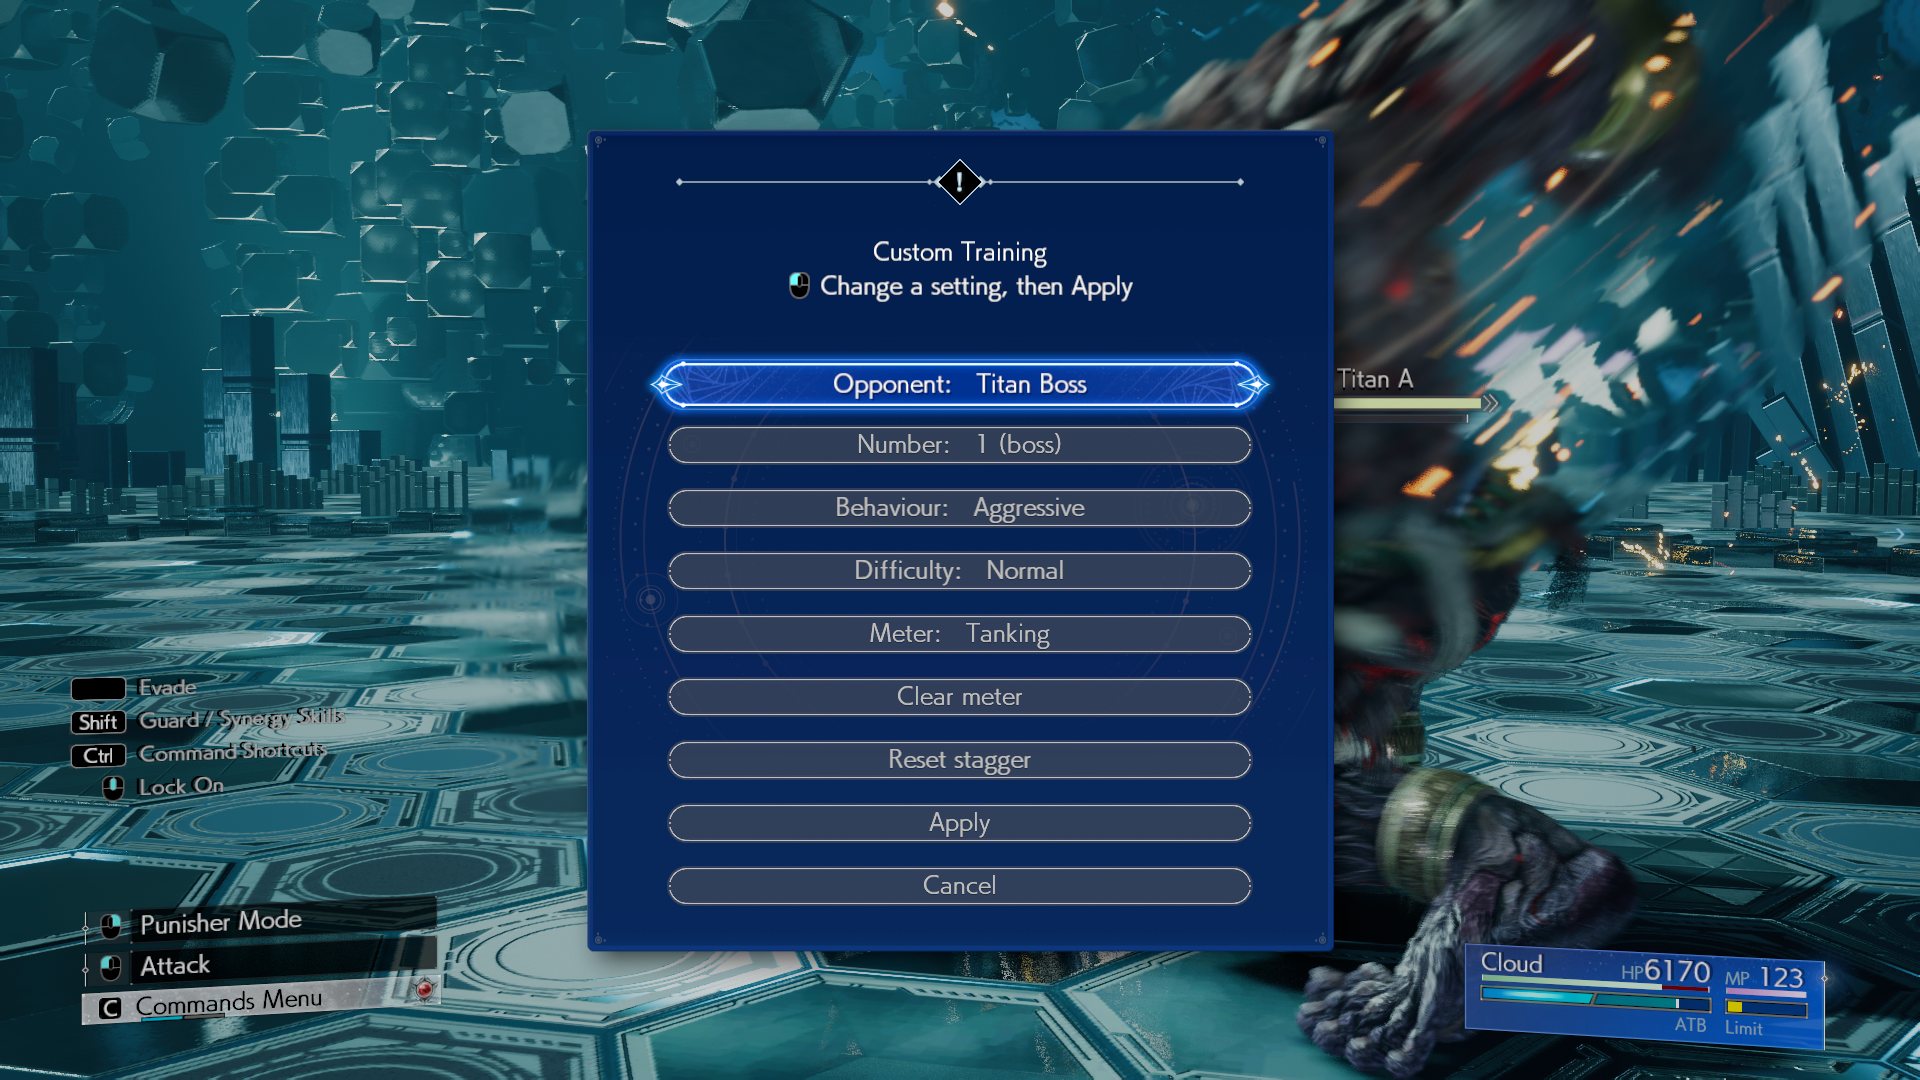 Custom Training
Change a setting, then Apply
Opponent: Titan Boss
Number: 1 (boss)
Behaviour: Aggressive
Difficulty: Normal
Meter: Tanking
Clear meter
Reset stagger
Apply
Cancel
Titan A
Evade
Shift Guard / Synergy Skills
Ctrl Command Shortcuts
Lock On
Punisher Mode
Attack
C Commands Menu
Cloud HP 6170 MP 123
ATB Limit